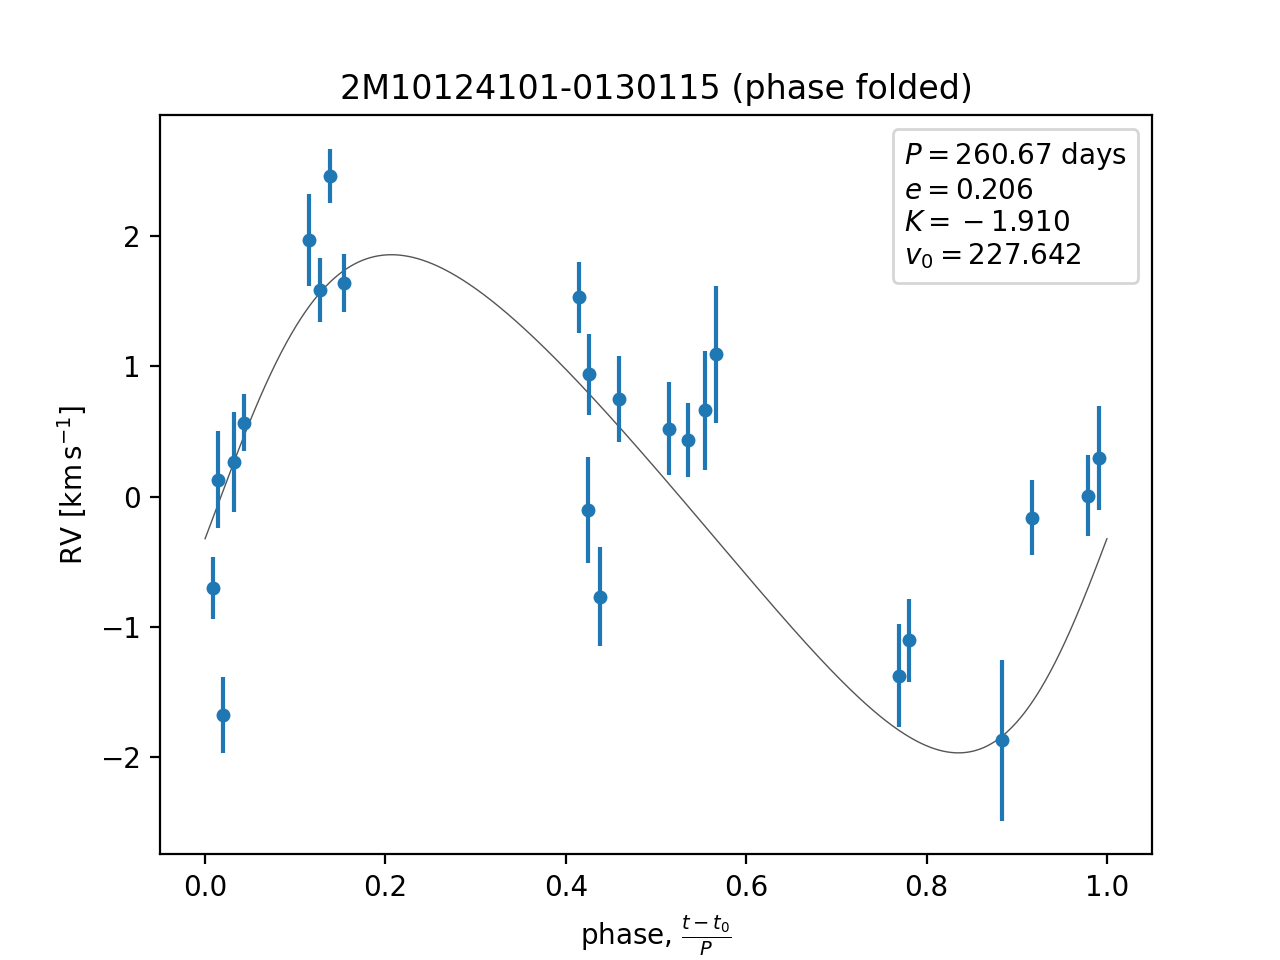 2M10124101-0130115 (phase folded)
P = 260.67 days
e = 0.206
K = −1.910
v₀ = 227.642
RV [km s⁻¹]
2
1
0
−1
−2
0.0 0.2 0.4 0.6 0.8 1.0
phase, (t − t₀)/P